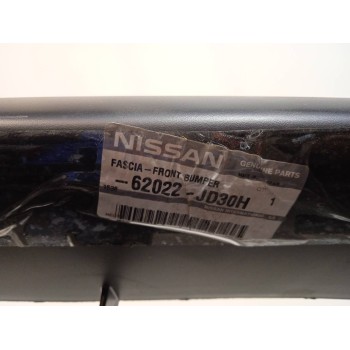 NISSAN
GENUINE PARTS
FASCIA-FRONT BUMPER
-62022-JD30H 1